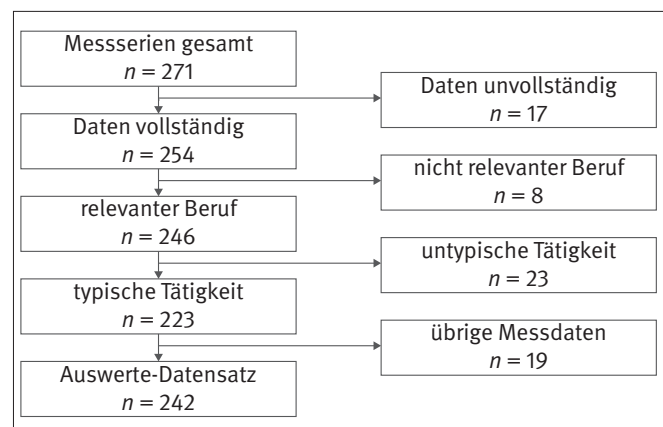 Messserien gesamt
n = 271
Daten unvollständig
n = 17
Daten vollständig
n = 254
nicht relevanter Beruf
n = 8
relevanter Beruf
n = 246
untypische Tätigkeit
n = 23
typische Tätigkeit
n = 223
übrige Messdaten
n = 19
Auswerte-Datensatz
n = 242